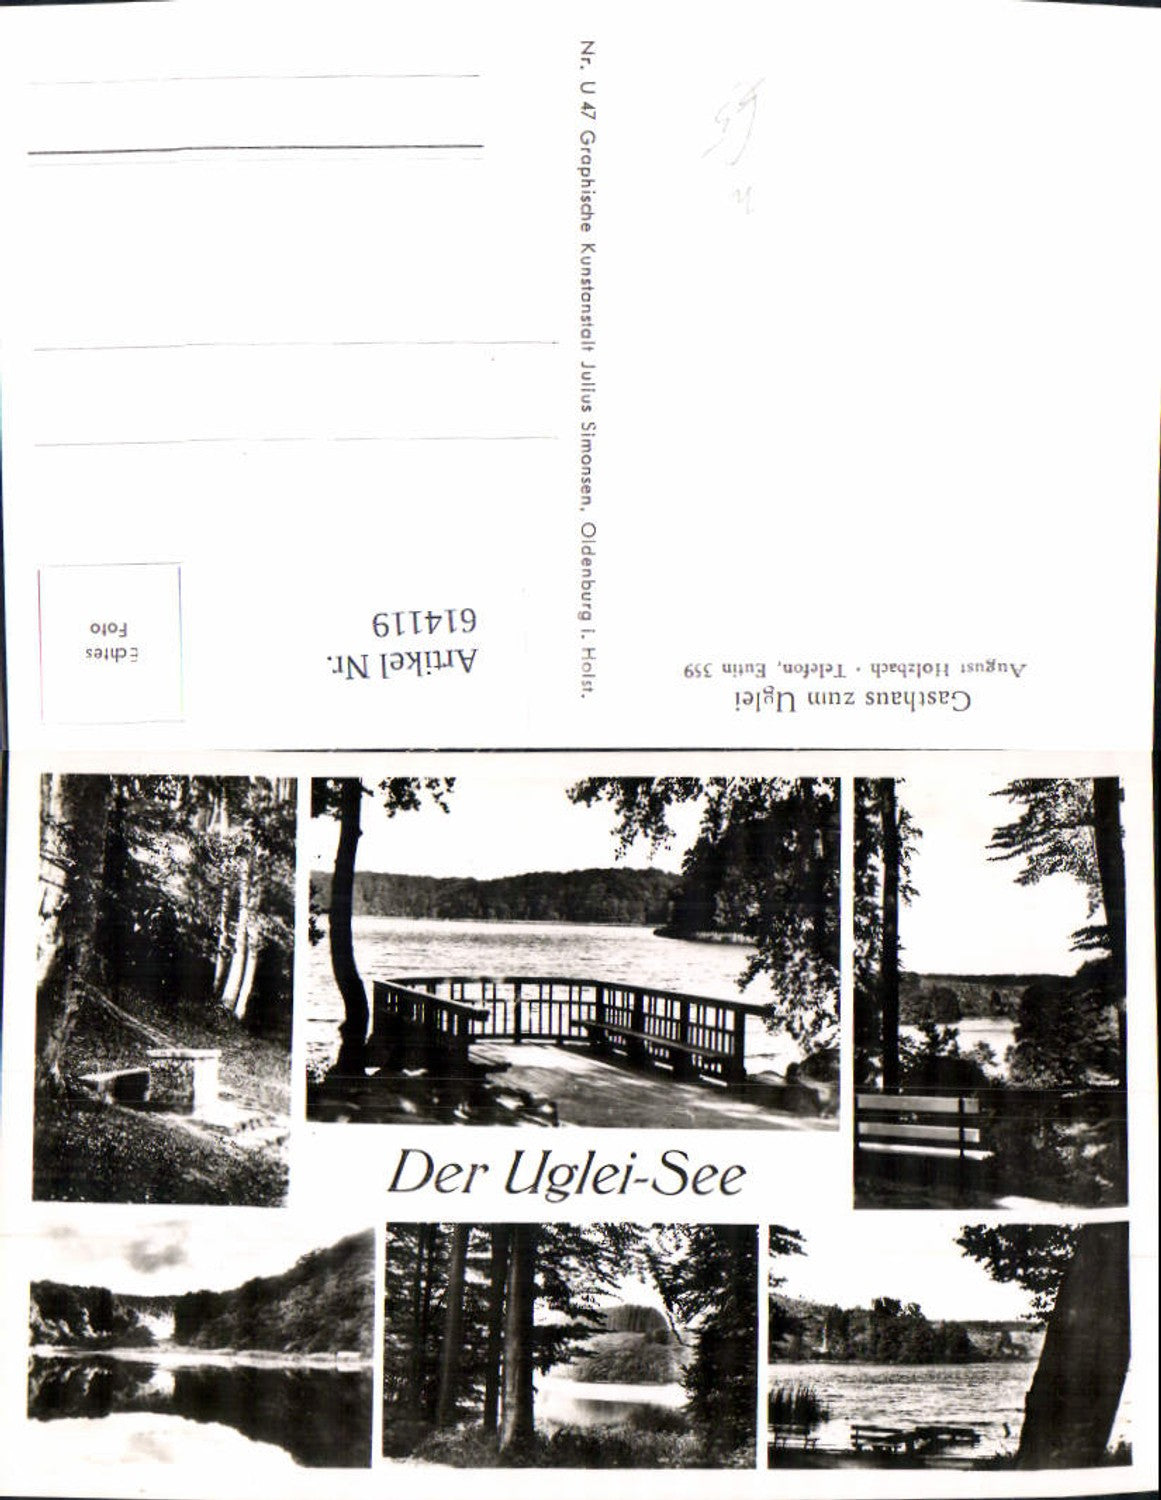 Nr. U 47 Graphische Kunstanstalt Julius Simonsen, Oldenburg i. Holst.
Gasthaus zum Uglei
August Holzbach · Telefon, Eutin 359
Artikel Nr.
614119
Echtes
Foto
Der Uglei-See